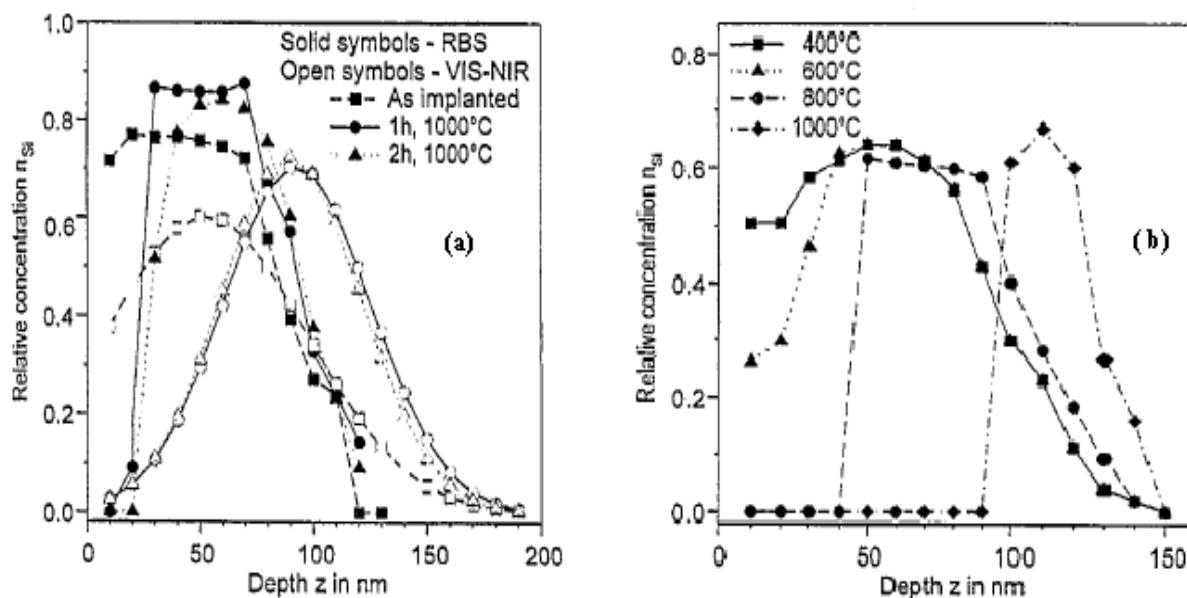 Relative concentration n_Si
1.0
0.8
0.6
0.4
0.2
0.0
Solid symbols - RBS
Open symbols - VIS-NIR
As implanted
1h, 1000°C
2h, 1000°C
(a)
0 50 100 150 200
Depth z in nm
Relative concentration n_Si
0.8
0.6
0.4
0.2
0.0
400°C
600°C
800°C
1000°C
(b)
0 50 100 150
Depth z in nm